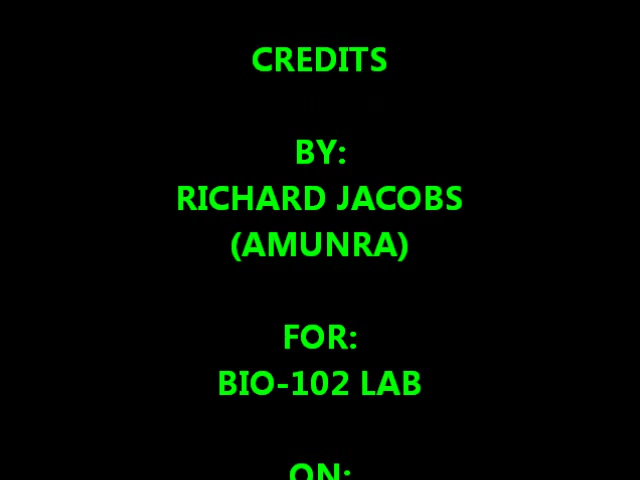 CREDITS
BY:
RICHARD JACOBS
(AMUNRA)
FOR:
BIO-102 LAB
ON: